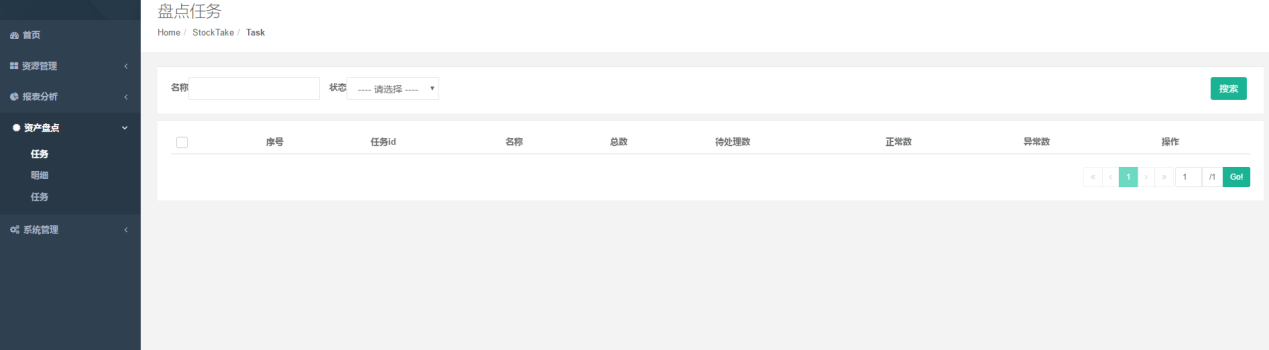 盘点任务
Home / StockTake / Task
首页
资源管理
报表分析
资产盘点
任务
明细
任务
系统管理
名称 状态 ---- 请选择 ---- 搜索
序号 任务id 名称 总数 待处理数 正常数 异常数 操作
« ‹ 1 › » 1 /1 Go!